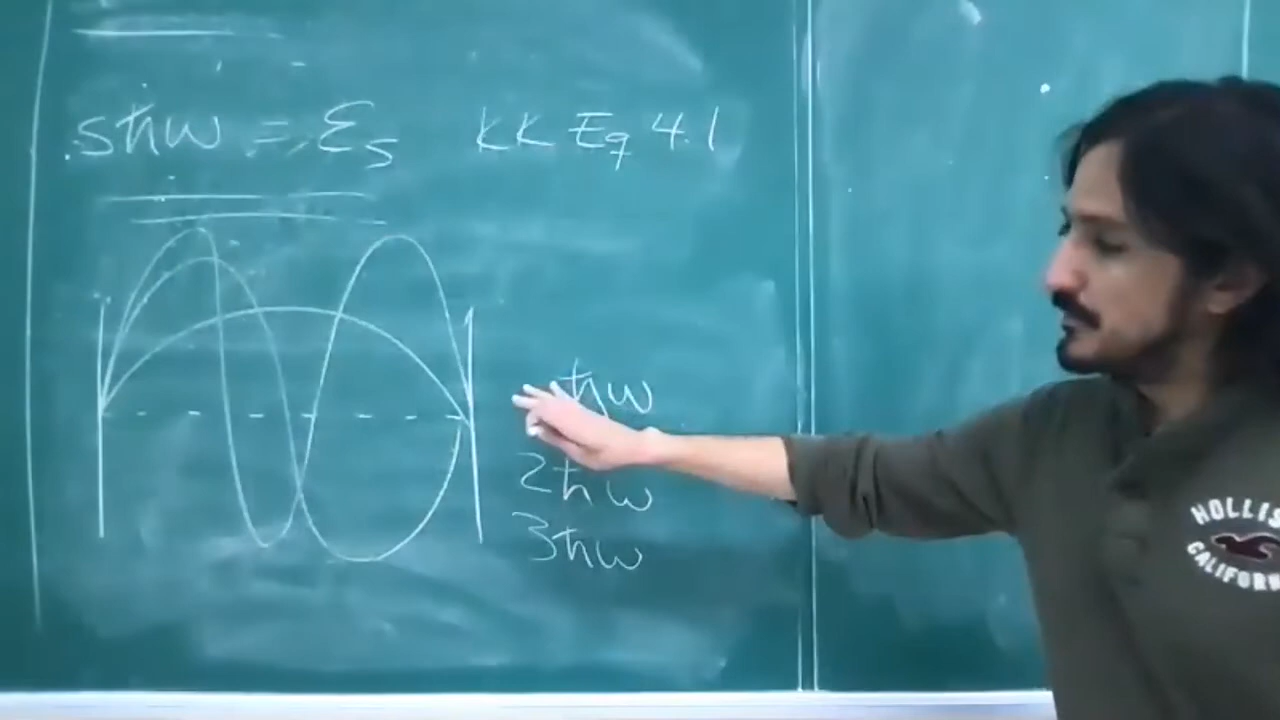 sħω = εs KK Eq 4.1
ħω
2ħω
3ħω
HOLLIS
CALIFORN